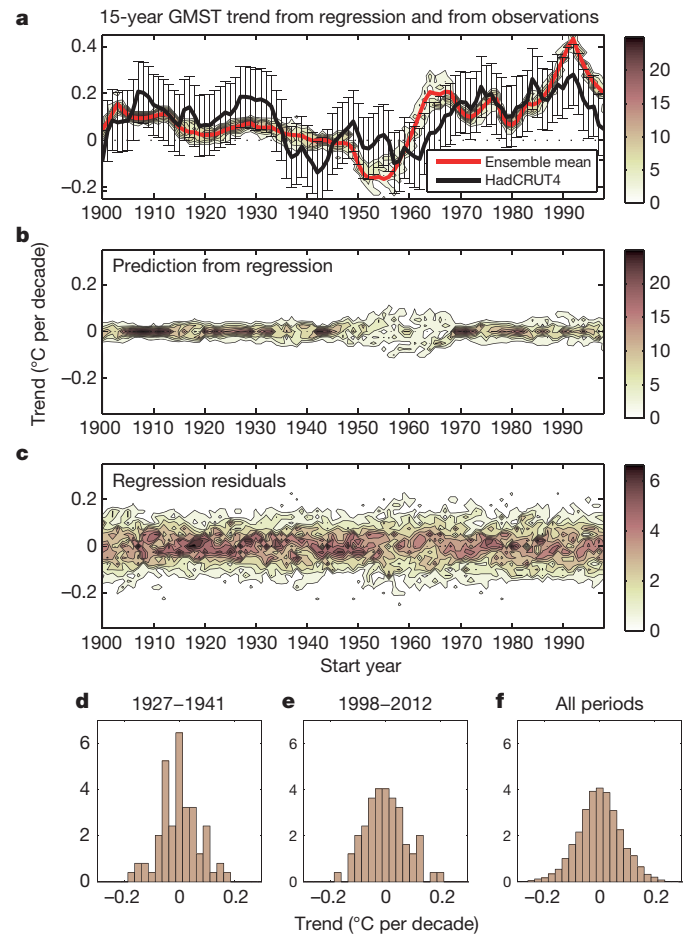 a 15-year GMST trend from regression and from observations
0.4
0.2
0
−0.2
Ensemble mean
HadCRUT4
1900 1910 1920 1930 1940 1950 1960 1970 1980 1990
20
15
10
5
0
b
Prediction from regression
0.2
0
−0.2
1900 1910 1920 1930 1940 1950 1960 1970 1980 1990
20
15
10
5
0
Trend (°C per decade)
c
Regression residuals
0.2
0
−0.2
1900 1910 1920 1930 1940 1950 1960 1970 1980 1990
Start year
6
4
2
0
d 1927–1941
6
4
2
0
−0.2 0 0.2
e 1998–2012
6
4
2
0
−0.2 0 0.2
f All periods
6
4
2
0
−0.2 0 0.2
Trend (°C per decade)